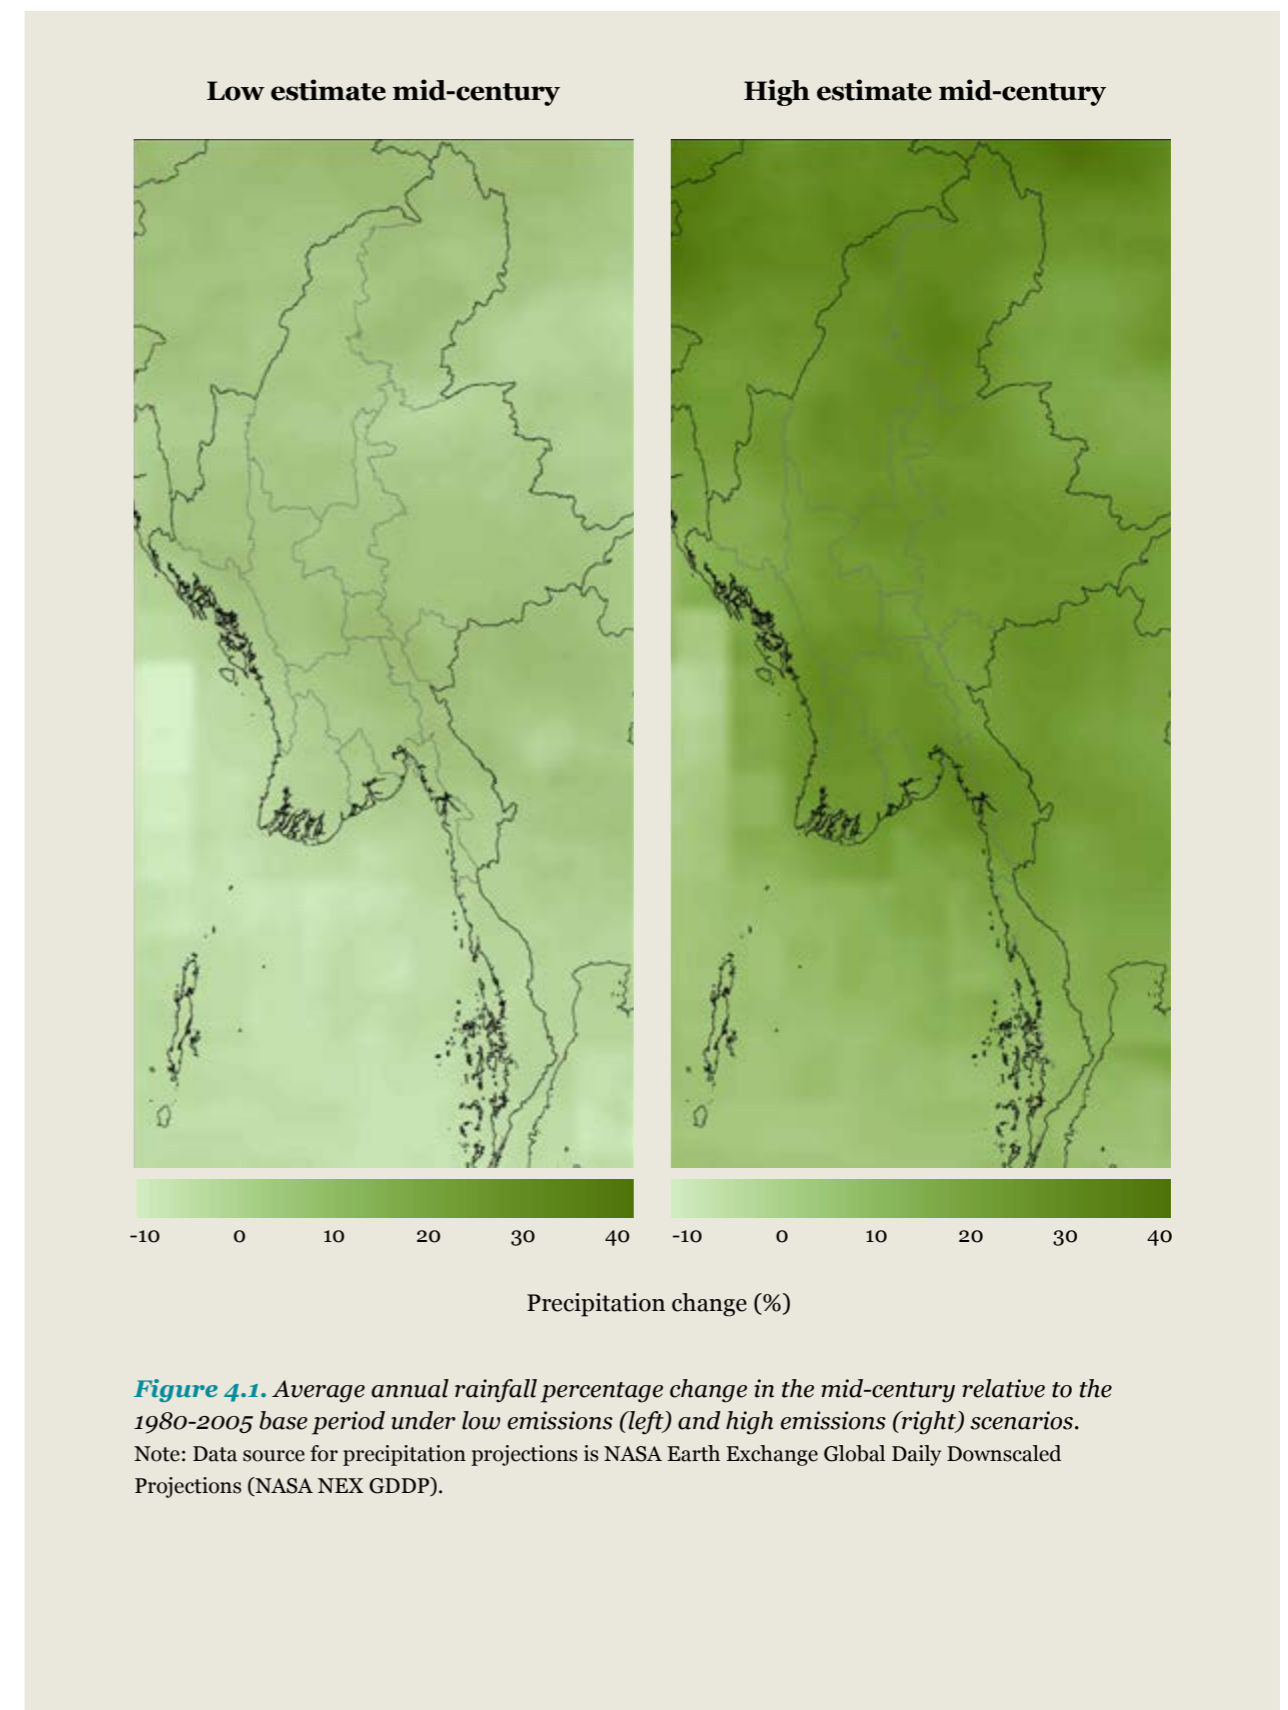 Low estimate mid-century
High estimate mid-century
-10 0 10 20 30 40
-10 0 10 20 30 40
Precipitation change (%)
Figure 4.1. Average annual rainfall percentage change in the mid-century relative to the
1980-2005 base period under low emissions (left) and high emissions (right) scenarios.
Note: Data source for precipitation projections is NASA Earth Exchange Global Daily Downscaled
Projections (NASA NEX GDDP).